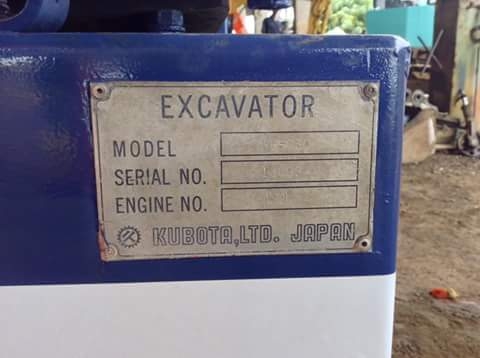 EXCAVATOR
MODEL
SERIAL NO.
ENGINE NO.
KUBOTA,LTD. JAPAN